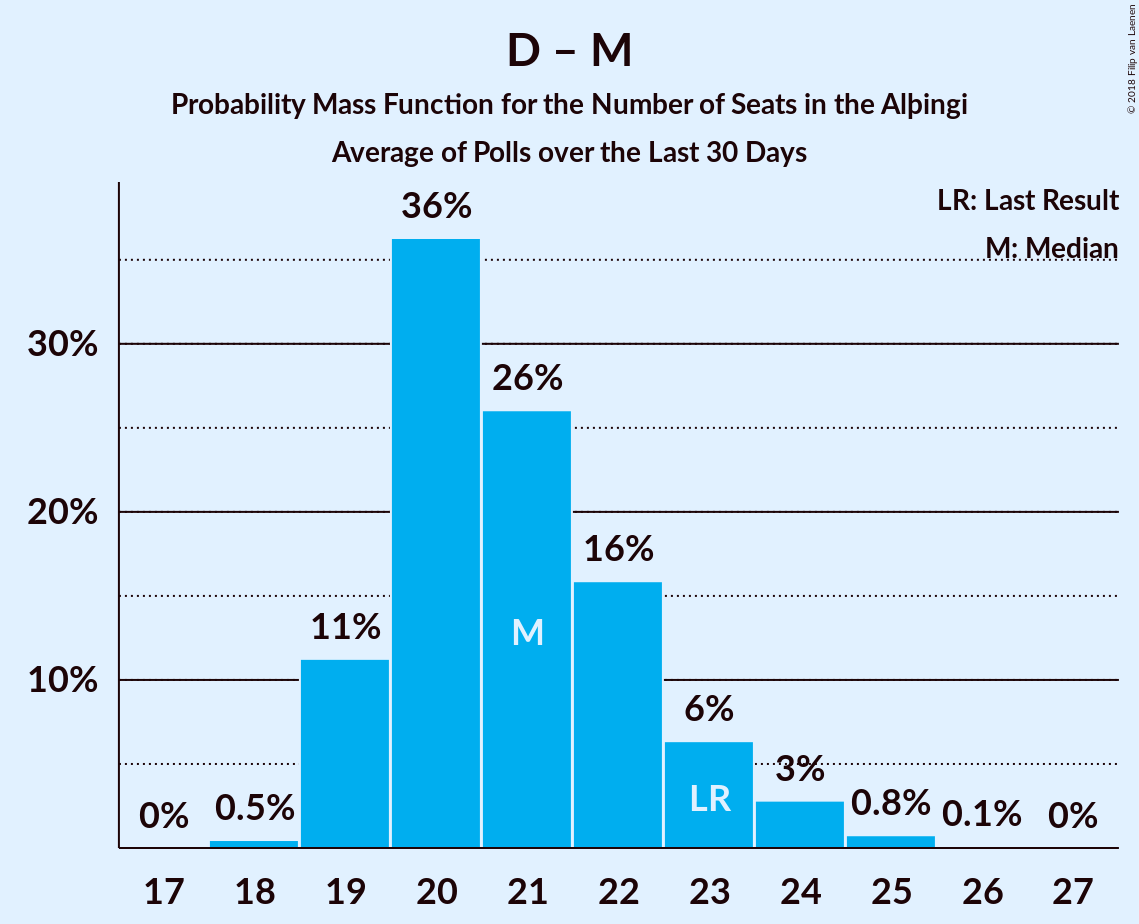 D – M
Probability Mass Function for the Number of Seats in the Alþingi
Average of Polls over the Last 30 Days
© 2018 Filip van Laenen
LR: Last Result
M: Median
36%
30%
26%
20%
16%
11%
M
10%
6%
3%
LR
0%
0.5%
0.8%
0.1%
0%
17 18 19 20 21 22 23 24 25 26 27